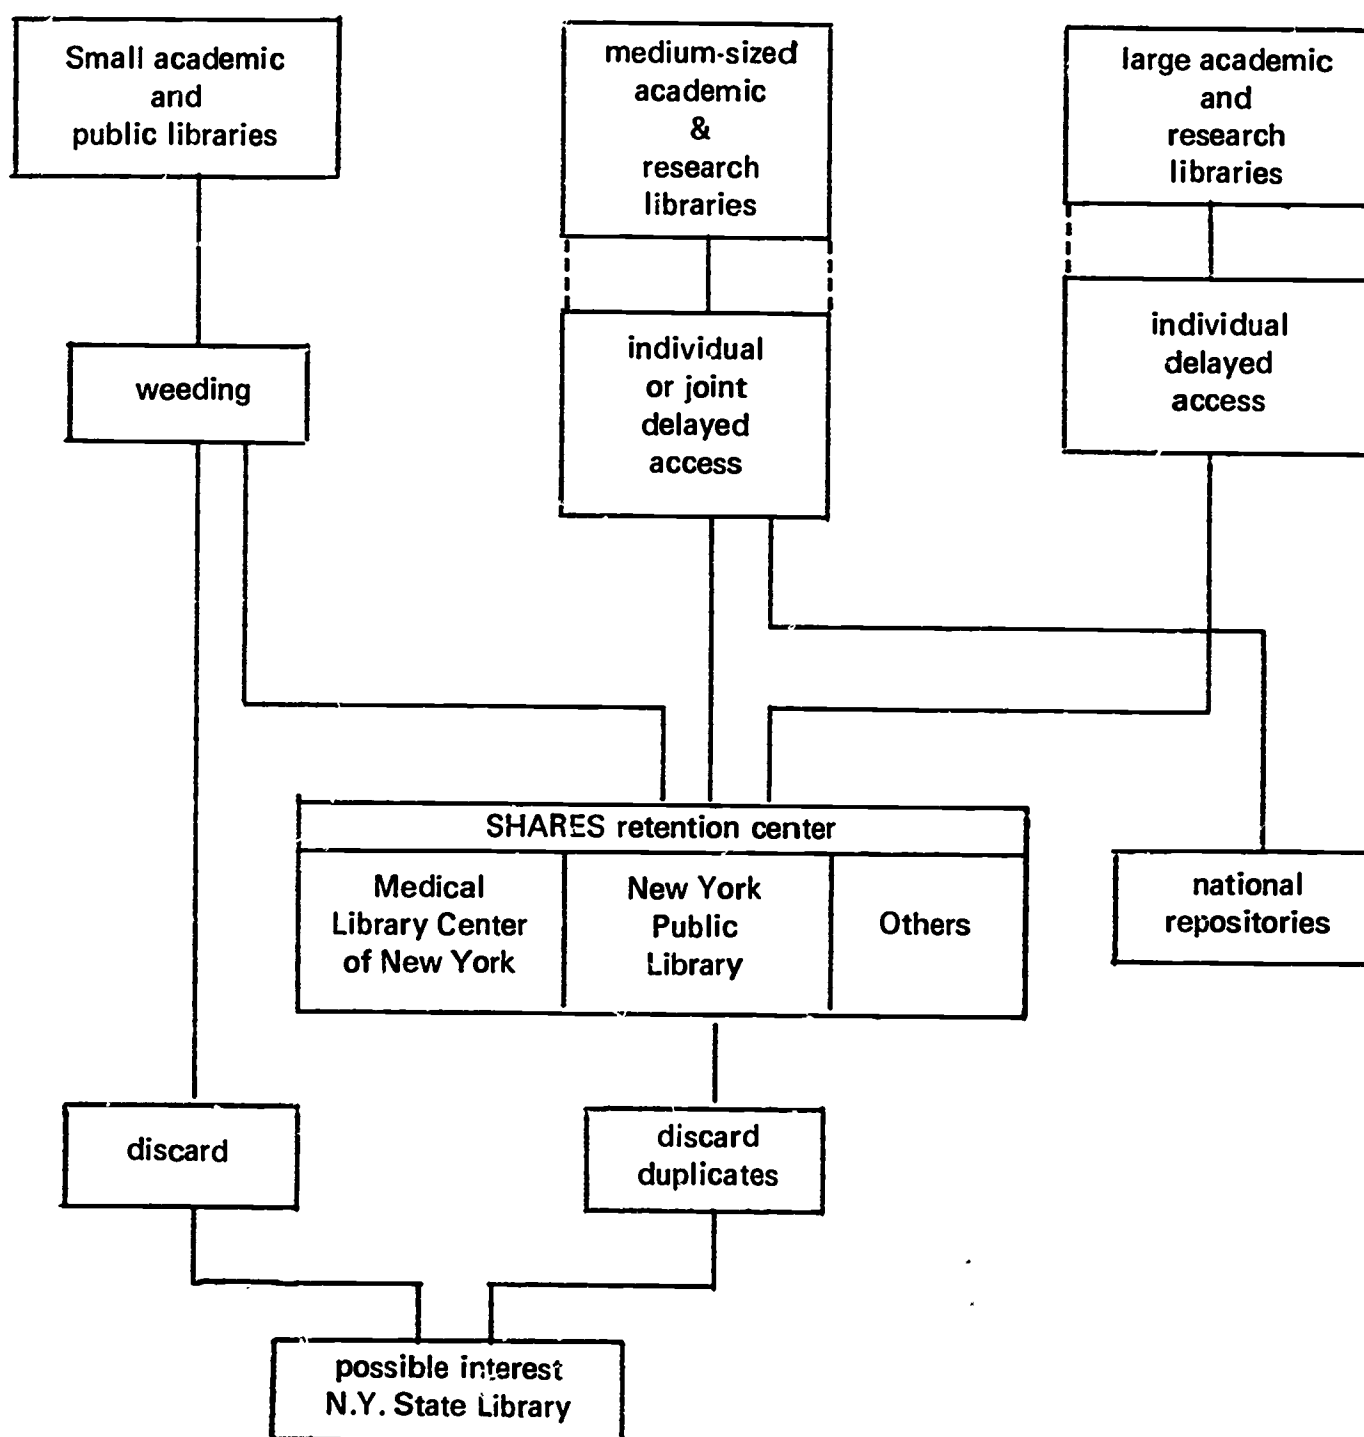 Small academic
and
public libraries
medium-sized
academic
&
research
libraries
large academic
and
research
libraries
weeding
individual
or joint
delayed
access
individual
delayed
access
SHARES retention center
Medical
Library Center
of New York
New York
Public
Library
Others
national
repositories
discard
discard
duplicates
possible interest
N.Y. State Library